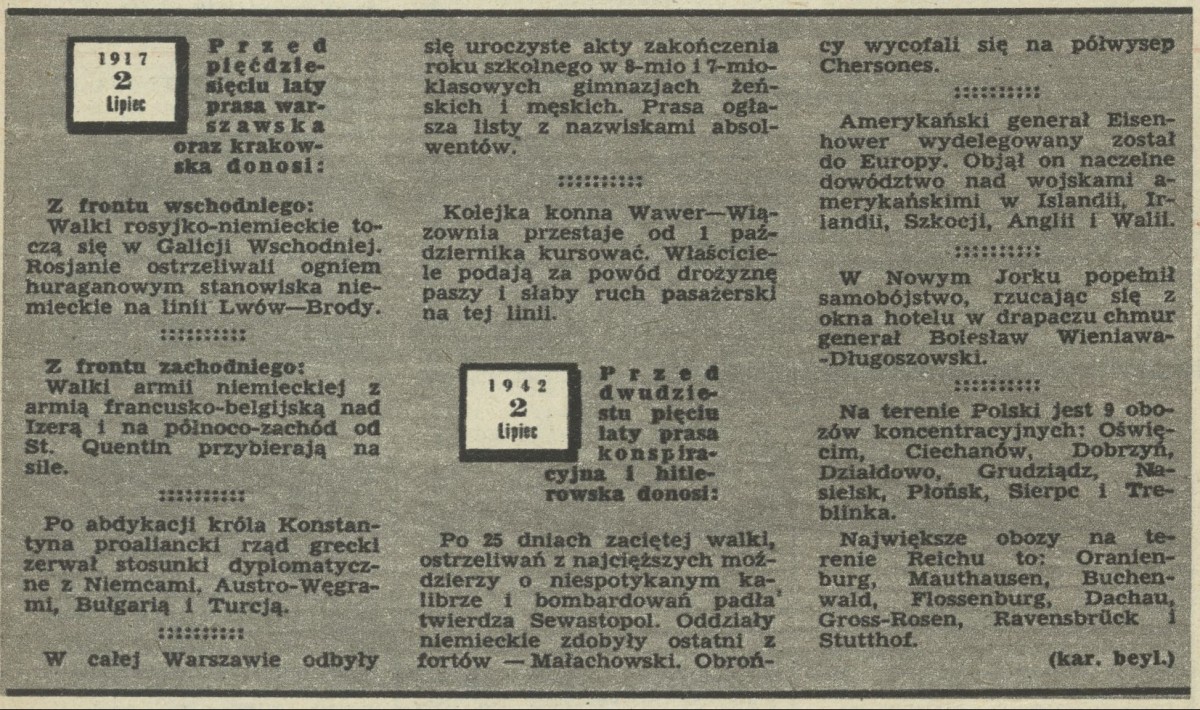 1917
2
Lipiec
Przed
pięćdzie-
sięciu laty
prasa war-
szawska
oraz krakow-
ska donosi:
Z frontu wschodniego:
Walki rosyjko-niemieckie to-
czą się w Galicji Wschodniej.
Rosjanie ostrzeliwali ogniem
huraganowym stanowiska nie-
mieckie na linii Lwów—Brody.
Z frontu zachodniego:
Walki armii niemieckiej z
armią francusko-belgijską nad
Izerą i na północo-zachód od
St. Quentin przybierają na
sile.
Po abdykacji króla Konstan-
tyna proaliancki rząd grecki
zerwał stosunki dyplomatycz-
ne z Niemcami, Austro-Węgra-
mi, Bułgarią i Turcją.
W całej Warszawie odbyły
się uroczyste akty zakończenia
roku szkolnego w 8-mio i 7-mio-
klasowych gimnazjach żeń-
skich i męskich. Prasa ogła-
sza listy z nazwiskami absol-
wentów.
Kolejka konna Wawer—Wią-
zownia przestaje od 1 paź-
dziernika kursować. Właścicie-
le podają za powód drożyznę
paszy i słaby ruch pasażerski
na tej linii.
1942
2
Lipiec
Przed
dwudzie-
stu pięciu
laty prasa
konspira-
cyjna i hitle-
rowska donosi:
Po 25 dniach zaciętej walki,
ostrzeliwań z najcięższych moź-
dzierzy o niespotykanym ka-
librze i bombardowań padła
twierdza Sewastopol. Oddziały
niemieckie zdobyły ostatni z
fortów — Małachowski. Obroń-
cy wycofali się na półwysep
Chersones.
Amerykański generał Eisen-
hower wydelegowany został
do Europy. Objął on naczelne
dowództwo nad wojskami a-
merykańskimi w Islandii, Ir-
landii, Szkocji, Anglii i Walii.
W Nowym Jorku popełnił
samobójstwo, rzucając się z
okna hotelu w drapaczu chmur
generał Bolesław Wieniawa-
-Długoszowski.
Na terenie Polski jest 9 obo-
zów koncentracyjnych: Oświę-
cim, Ciechanów, Dobrzyń,
Działdowo, Grudziądz, Na-
sielsk, Płońsk, Sierpc i Tre-
blinka.
Największe obozy na te-
renie Reichu to: Oranien-
burg, Mauthausen, Buchen-
wald, Flossenburg, Dachau,
Gross-Rosen, Ravensbrück i
Stutthof.
(kar. beyl.)